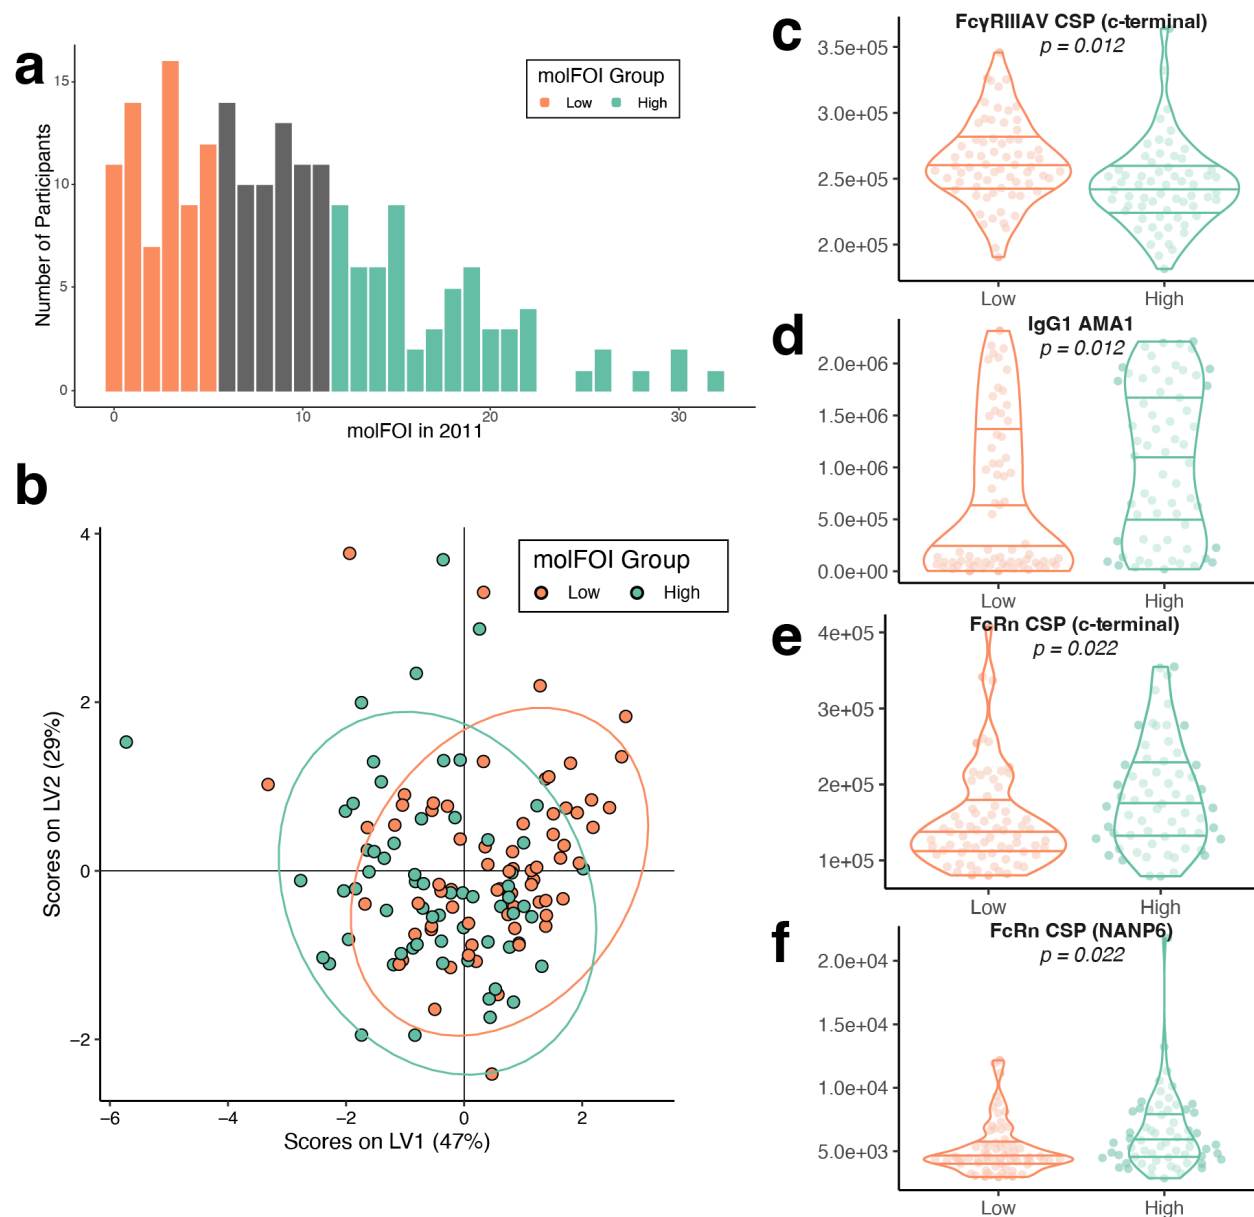 a
molFOI Group
Low High
Number of Participants
15
10
5
0
0 10 20 30
molFOI in 2011
b
molFOI Group
Low High
Scores on LV2 (29%)
4
2
0
−2
−6 −4 −2 0 2
Scores on LV1 (47%)
c
FcγRIIIAV CSP (c-terminal)
p = 0.012
3.5e+05
3.0e+05
2.5e+05
2.0e+05
Low High
d
IgG1 AMA1
p = 0.012
2.0e+06
1.5e+06
1.0e+06
5.0e+05
0.0e+00
Low High
e
FcRn CSP (c-terminal)
p = 0.022
4e+05
3e+05
2e+05
1e+05
Low High
f
FcRn CSP (NANP6)
p = 0.022
2.0e+04
1.5e+04
1.0e+04
5.0e+03
Low High